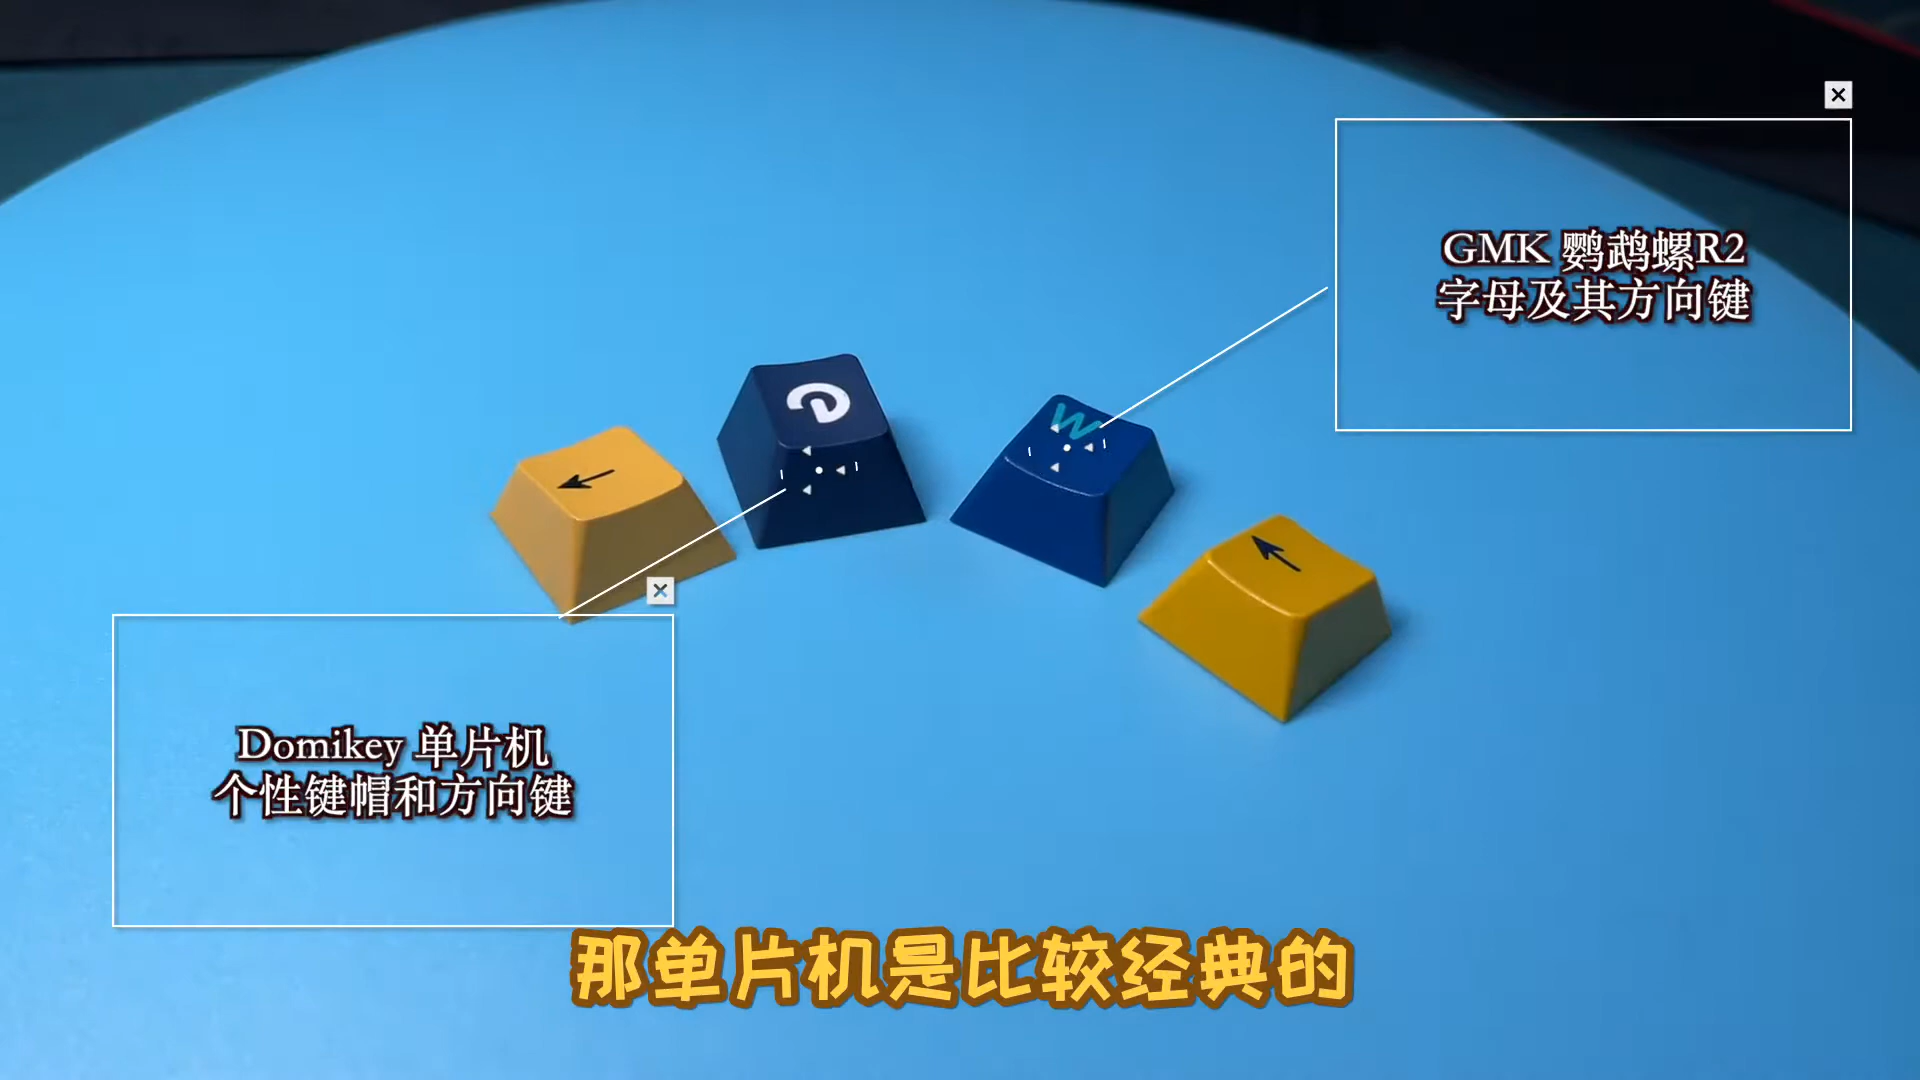 GMK 鹦鹉螺R2
字母及其方向键
W
Domikey 单片机
个性键帽和方向键
那单片机是比较经典的